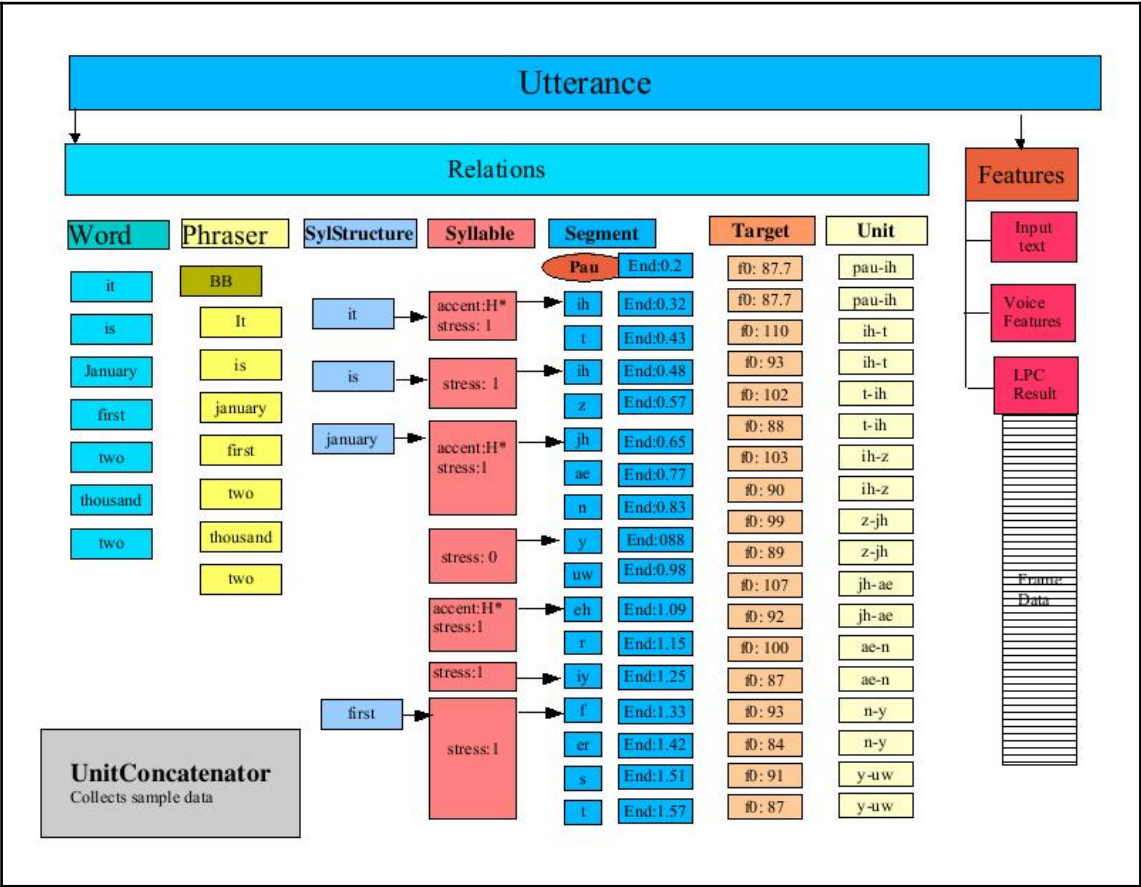 Utterance
Relations
Features
Word
Phraser
SylStructure
Syllable
Segment
Target
Unit
it
is
January
first
two
thousand
two
BB
It
is
january
first
two
thousand
two
it
is
january
first
accent:H*
stress: 1
stress: 1
accent:H*
stress:1
stress: 0
accent:H*
stress:1
stress:1
stress:1
Pau End:0.2
ih End:0.32
t End:0.43
ih End:0.48
z End:0.57
jh End:0.65
ae End:0.77
n End:0.83
y End:088
uw End:0.98
eh End:1.09
r End:1.15
iy End:1.25
f End:1.33
er End:1.42
s End:1.51
t End:1.57
f0: 87.7
f0: 87.7
f0: 110
f0: 93
f0: 102
f0: 88
f0: 103
f0: 90
f0: 99
f0: 89
f0: 107
f0: 92
f0: 100
f0: 87
f0: 93
f0: 84
f0: 91
f0: 87
pau-ih
pau-ih
ih-t
ih-t
t-ih
t-ih
ih-z
ih-z
z-jh
z-jh
jh-ae
jh-ae
ae-n
ae-n
n-y
n-y
y-uw
y-uw
Input
text
Voice
Features
LPC
Result
Frame
Data
UnitConcatenator
Collects sample data